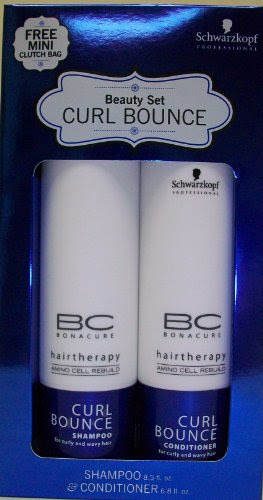 FREE
MINI
CLUTCH BAG
Schwarzkopf
PROFESSIONAL
Beauty Set
CURL BOUNCE
BC
BONACURE
hairtherapy
AMINO CELL REBUILD
CURL
BOUNCE
SHAMPOO
for curly and wavy hair
Schwarzkopf
PROFESSIONAL
BC
BONACURE
hairtherapy
AMINO CELL REBUILD
CURL
BOUNCE
CONDITIONER
for curly and wavy hair
SHAMPOO 8.5 fl. oz.
& CONDITIONER 6.8 fl. oz.